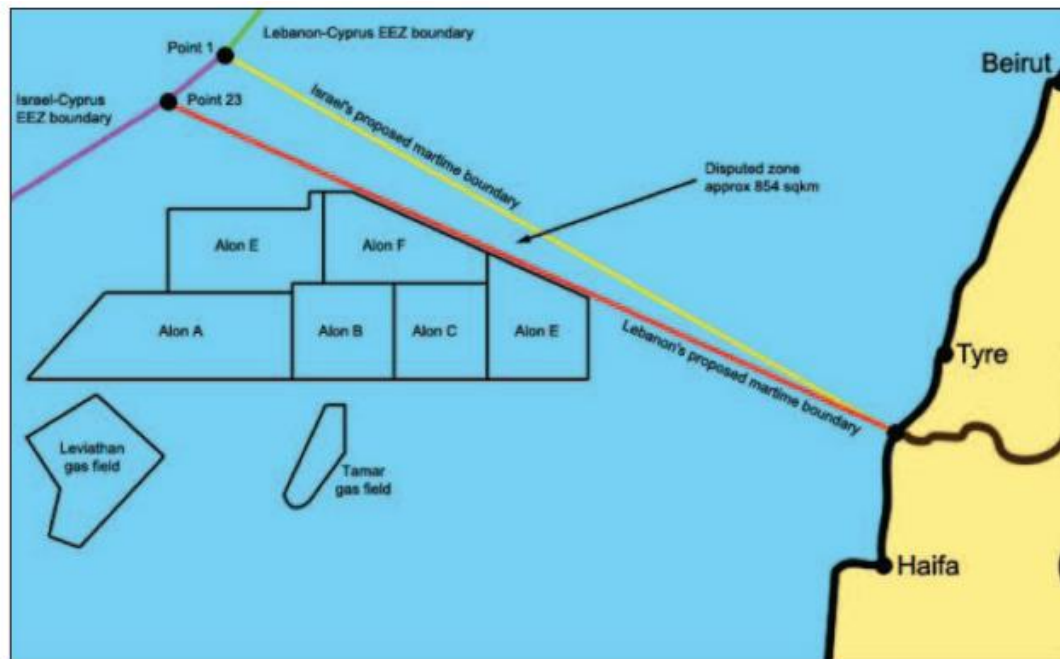 Lebanon-Cyprus EEZ boundary
Point 1
Beirut
Israel-Cyprus
EEZ boundary
Point 23
Israel's proposed martime boundary
Disputed zone
approx 854 sqkm
Alon E
Alon F
Alon A
Alon B
Alon C
Alon E
Lebanon's proposed martime boundary
Tyre
Leviathan
gas field
Tamar
gas field
Haifa